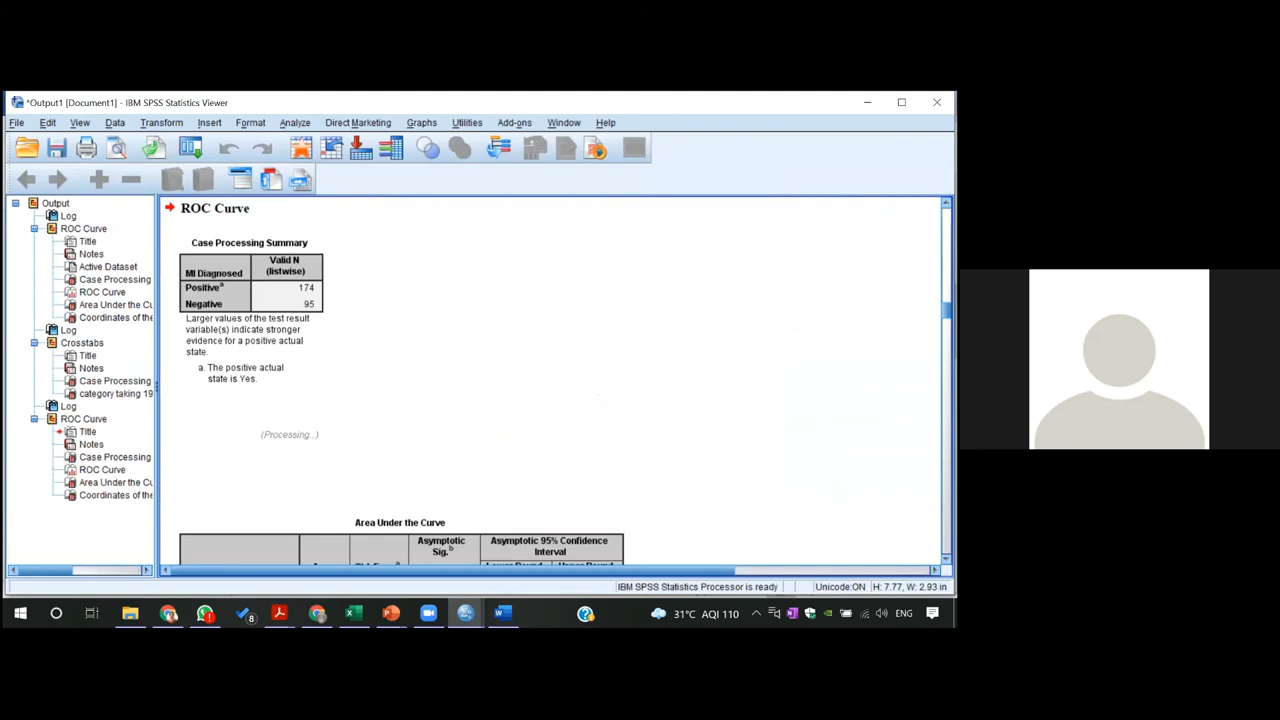 *Output1 [Document1] - IBM SPSS Statistics Viewer
File Edit View Data Transform Insert Format Analyze Direct Marketing Graphs Utilities Add-ons Window Help
Output
Log
ROC Curve
Title
Notes
Active Dataset
Case Processing
ROC Curve
Area Under the Cu
Coordinates of the
Log
Crosstabs
Title
Notes
Case Processing
category taking 19
Log
ROC Curve
Title
Notes
Case Processing
ROC Curve
Area Under the Cu
Coordinates of the
ROC Curve
Case Processing Summary
MI Diagnosed Valid N (listwise)
Positive a 174
Negative 95
Larger values of the test result
variable(s) indicate stronger
evidence for a positive actual
state.
a. The positive actual
state is Yes.
(Processing..)
Area Under the Curve
Asymptotic Sig. b
Asymptotic 95% Confidence
Interval
IBM SPSS Statistics Processor is ready Unicode:ON H: 7.77, W: 2.93 in
8 31°C AQI 110 ENG